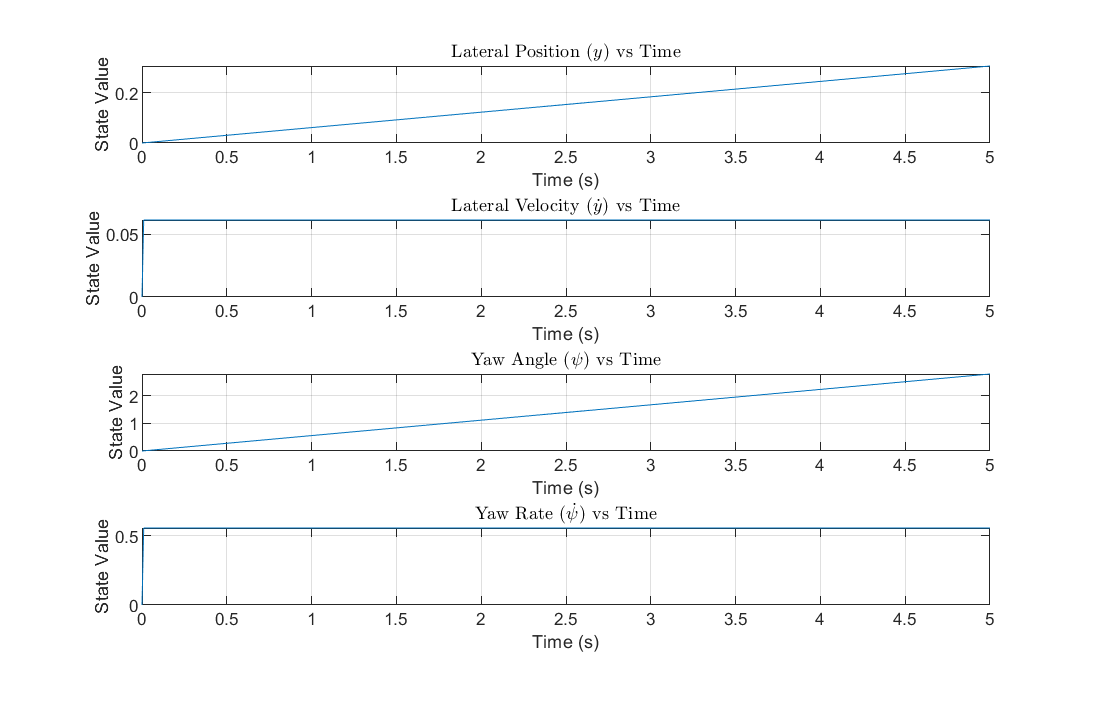 Lateral Position (y) vs Time
State Value
0.2
0
0 0.5 1 1.5 2 2.5 3 3.5 4 4.5 5
Time (s)
Lateral Velocity (ẏ) vs Time
State Value
0.05
0
0 0.5 1 1.5 2 2.5 3 3.5 4 4.5 5
Time (s)
Yaw Angle (ψ) vs Time
State Value
2
1
0
0 0.5 1 1.5 2 2.5 3 3.5 4 4.5 5
Time (s)
Yaw Rate (ψ̇) vs Time
State Value
0.5
0
0 0.5 1 1.5 2 2.5 3 3.5 4 4.5 5
Time (s)